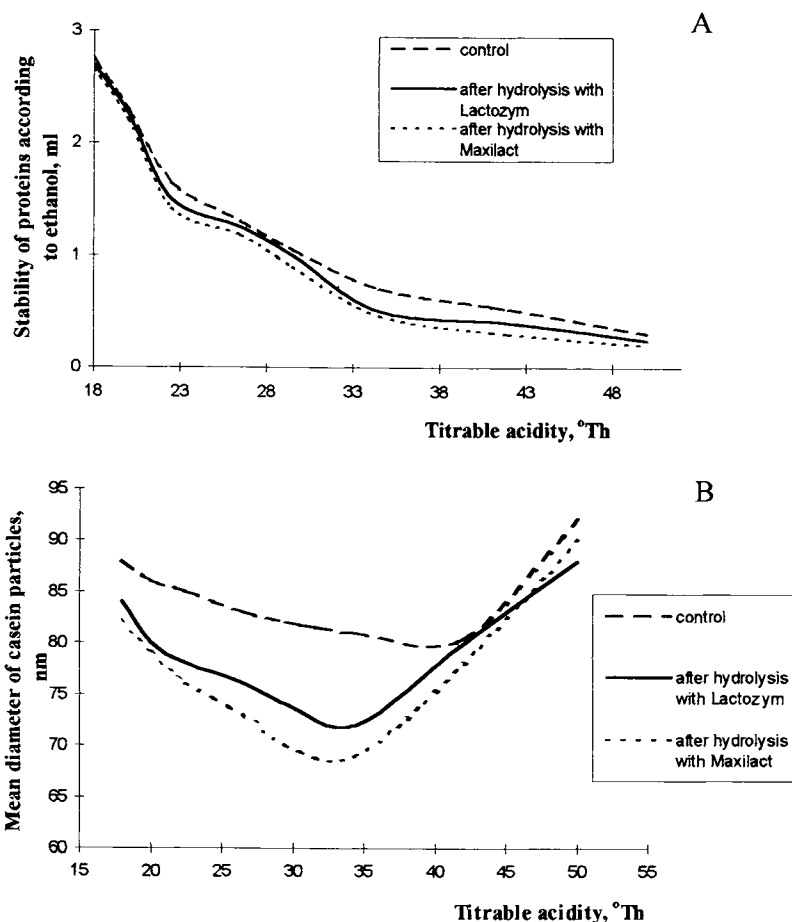 A
3
2
1
0
Stability of proteins according
to ethanol, ml
control
after hydrolysis with
Lactozym
after hydrolysis with
Maxilact
18 23 28 33 38 43 48
Titrable acidity, °Th
B
95
90
85
80
75
70
65
60
Mean diameter of casein particles,
nm
control
after hydrolysis
with Lactozym
after hydrolysis
with Maxilact
15 20 25 30 35 40 45 50 55
Titrable acidity, °Th